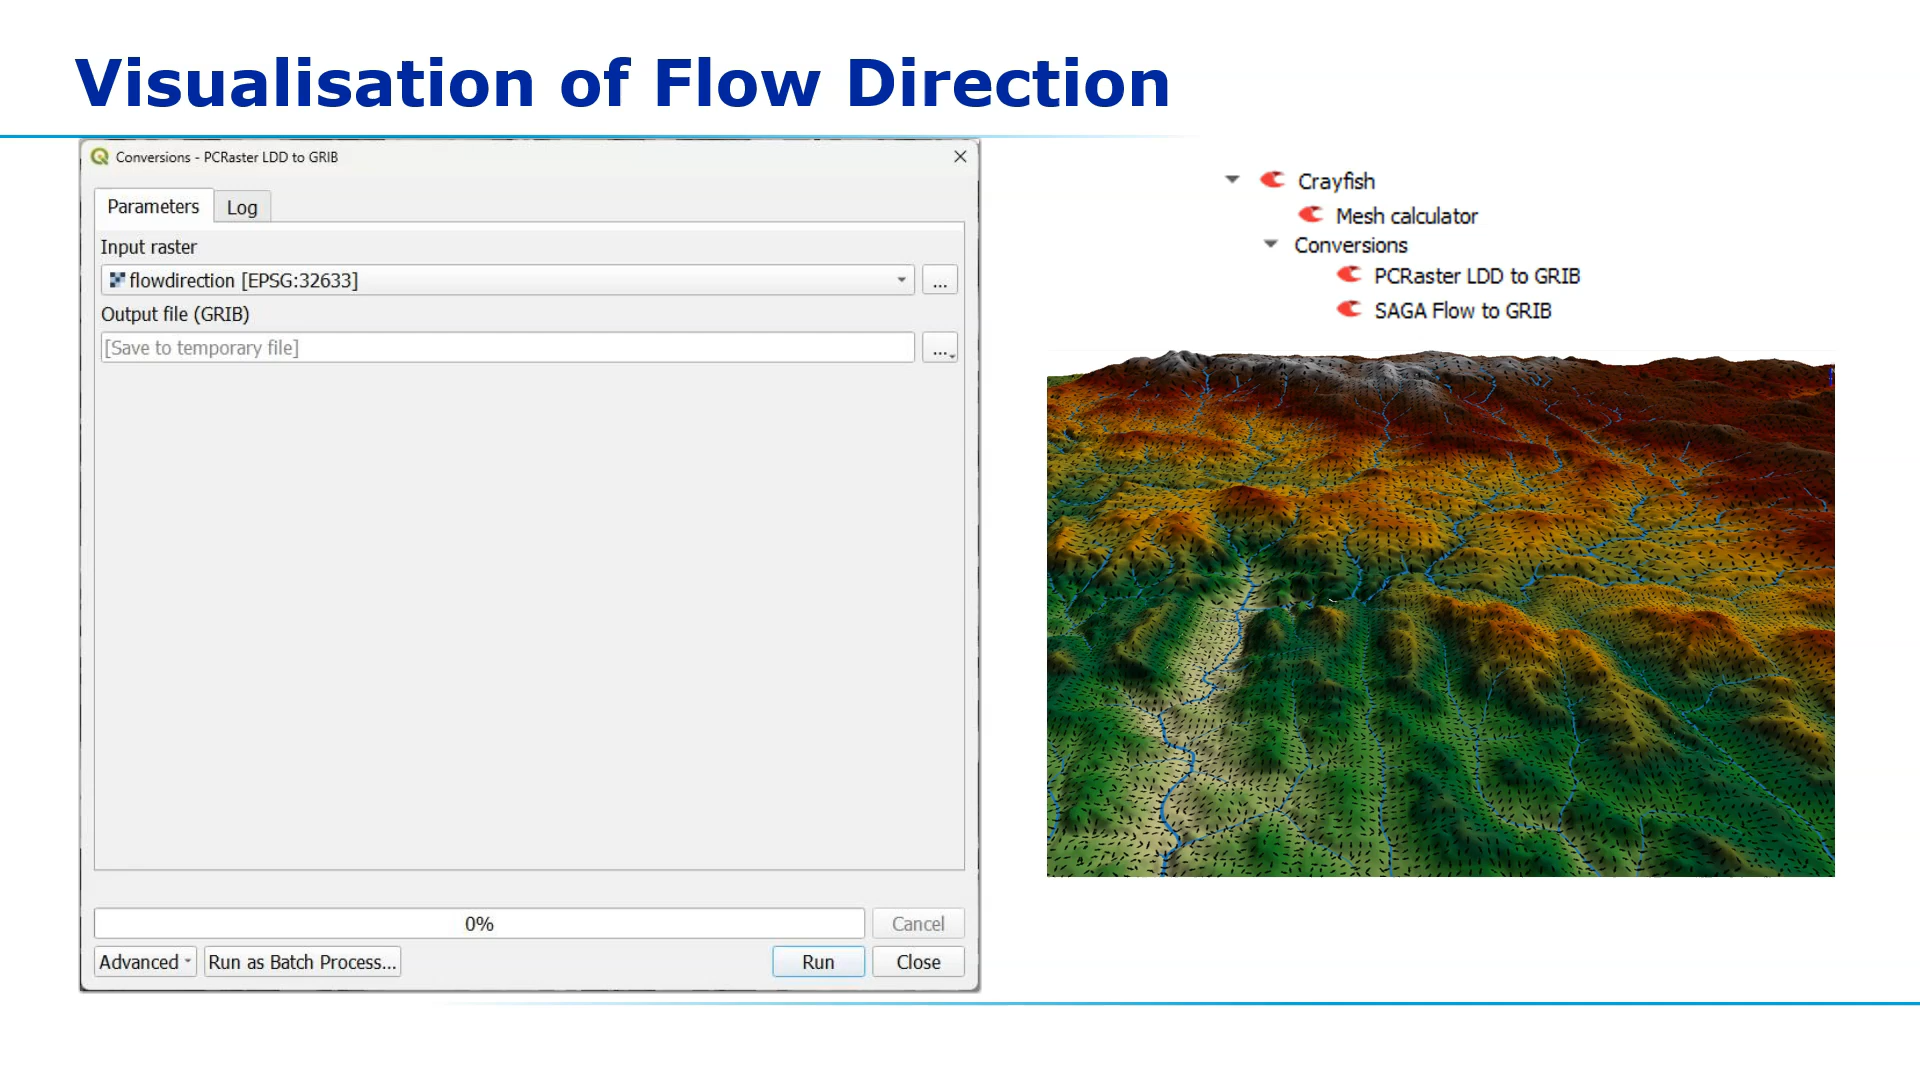 Visualisation of Flow Direction
Conversions - PCRaster LDD to GRIB
Parameters
Log
Input raster
flowdirection [EPSG:32633]
...
Output file (GRIB)
[Save to temporary file]
...
0%
Cancel
Advanced
Run as Batch Process...
Run
Close
Crayfish
Mesh calculator
Conversions
PCRaster LDD to GRIB
SAGA Flow to GRIB